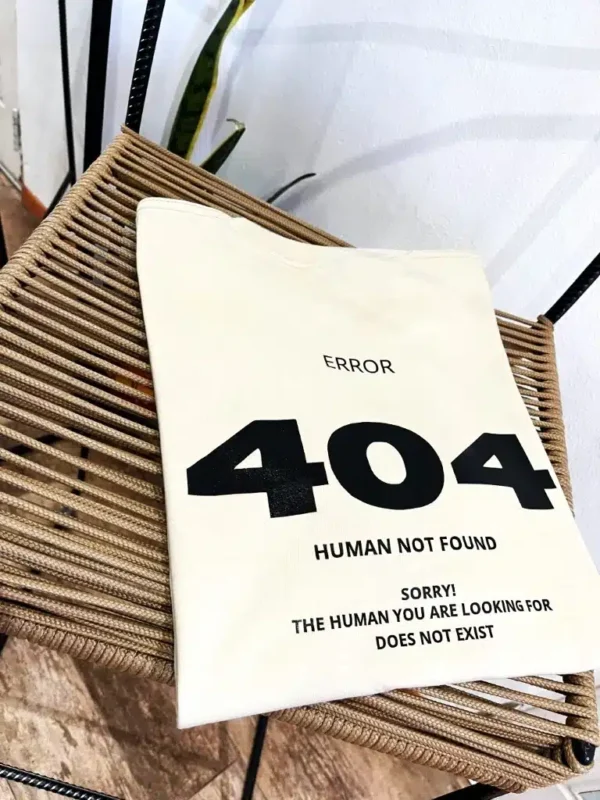 ERROR
404
HUMAN NOT FOUND
SORRY!
THE HUMAN YOU ARE LOOKING FOR
DOES NOT EXIST